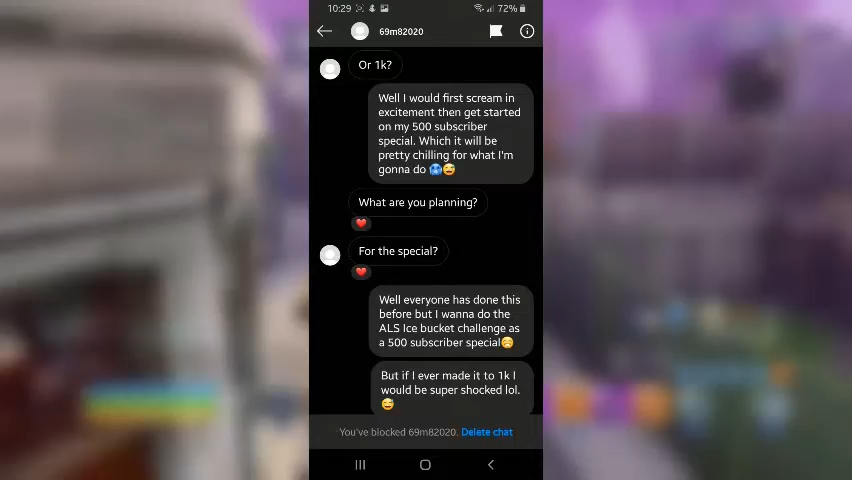 10:29
72%
69m82020
Or 1k?
Well I would first scream in
excitement then get started
on my 500 subscriber
special. Which it will be
pretty chilling for what I'm
gonna do 🥶😅
What are you planning?
❤️
For the special?
❤️
Well everyone has done this
before but I wanna do the
ALS Ice bucket challenge as
a 500 subscriber special😁
But if I ever made it to 1k I
would be super shocked lol.
😅
You've blocked 69m82020. Delete chat